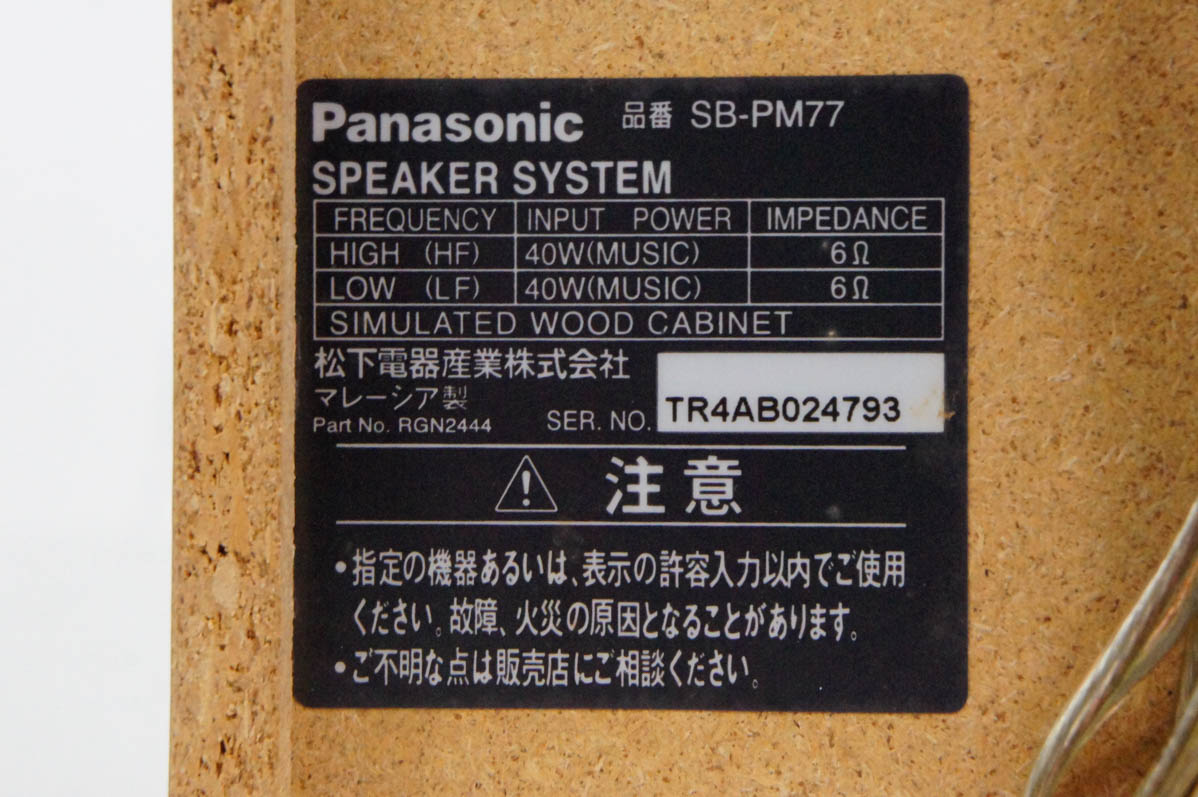 Panasonic 品番 SB-PM77
SPEAKER SYSTEM
FREQUENCY INPUT POWER IMPEDANCE
HIGH (HF) 40W(MUSIC) 6Ω
LOW (LF) 40W(MUSIC) 6Ω
SIMULATED WOOD CABINET
松下電器産業株式会社
マレーシア製
Part No. RGN2444 SER. NO. TR4AB024793
注意
•指定の機器あるいは、表示の許容入力以内でご使用
ください。故障、火災の原因となることがあります。
•ご不明な点は販売店にご相談ください。